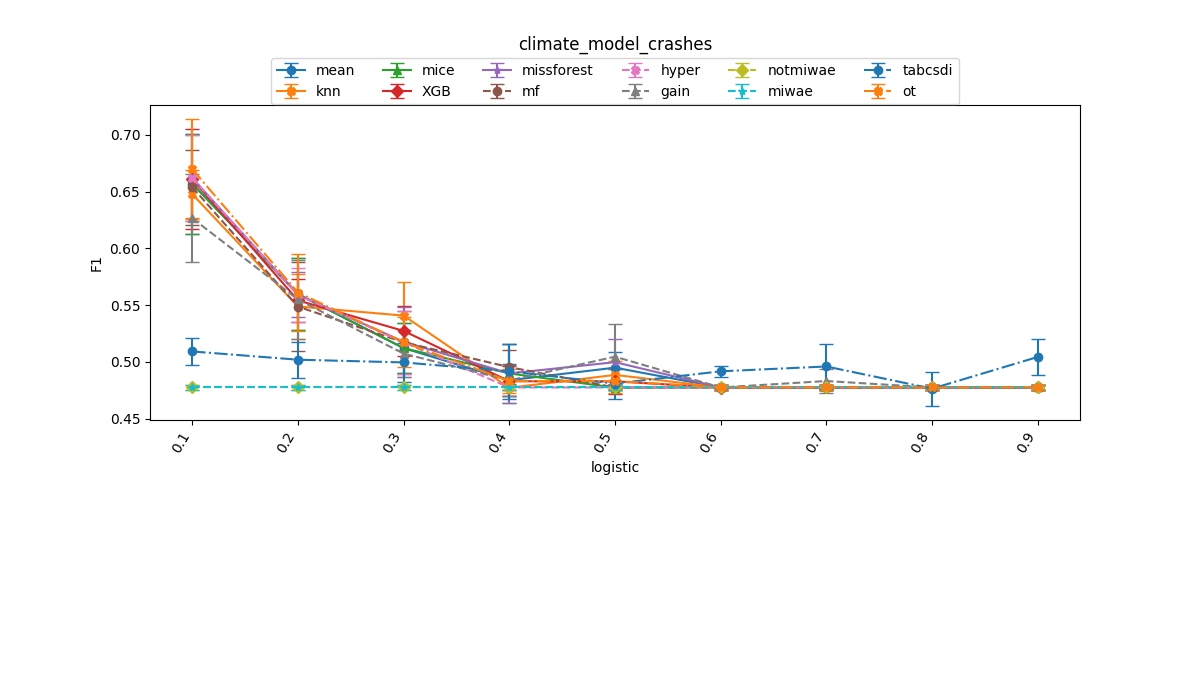 climate_model_crashes
mean mice missforest hyper notmiwae tabcsdi
knn XGB mf gain miwae ot
F1
0.70
0.65
0.60
0.55
0.50
0.45
0.1 0.2 0.3 0.4 0.5 0.6 0.7 0.8 0.9
logistic